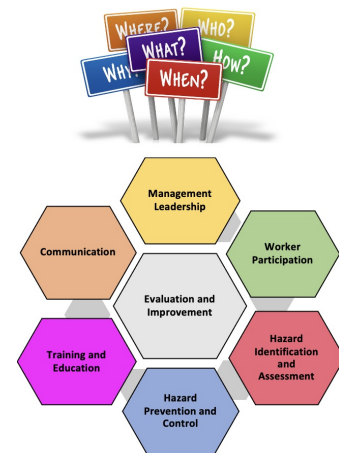 WHERE?
WHO?
WHAT?
WHY?
HOW?
WHEN?
Management
Leadership
Communication
Worker
Participation
Evaluation and
Improvement
Training and
Education
Hazard
Identification
and
Assessment
Hazard
Prevention and
Control